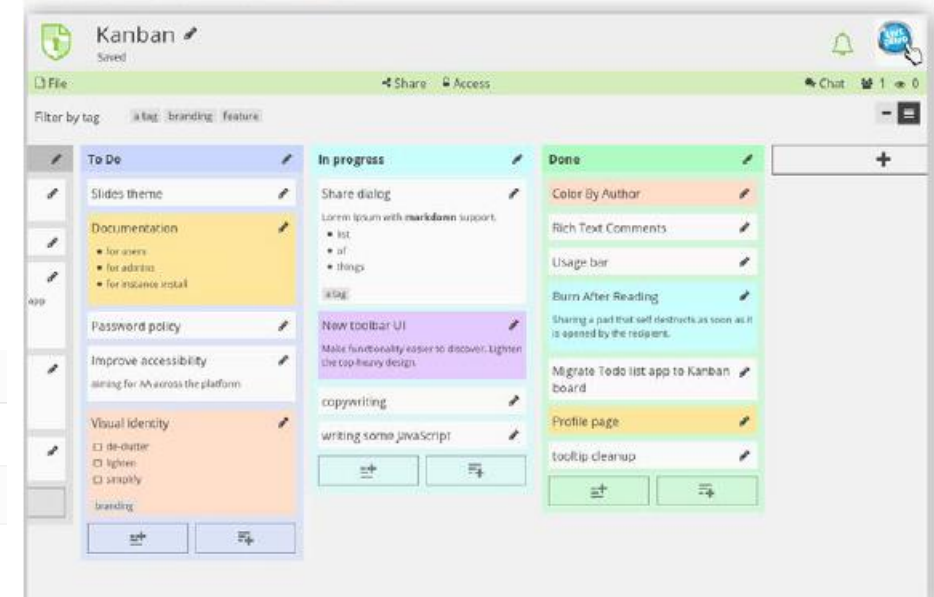 Kanban
Saved
LIVE DEMO
File
Share
Access
Chat
1
0
Filter by tag
a tag
branding
feature
app
To Do
Slides theme
Documentation
for users
for admins
for instance install
Password policy
Improve accessibility
aiming for AA across the platform
Visual Identity
de-clutter
lighten
simplify
branding
In progress
Share dialog
Lorem Ipsum with markdown support.
list
of
things
a tag
New toolbar UI
Make functionality easier to discover. Lighten
the top-heavy design.
copywriting
writing some JavaScript
Done
Color By Author
Rich Text Comments
Usage bar
Burn After Reading
Sharing a pad that self destructs as soon as it
is opened by the recipient.
Migrate Todo list app to Kanban
board
Profile page
tooltip cleanup